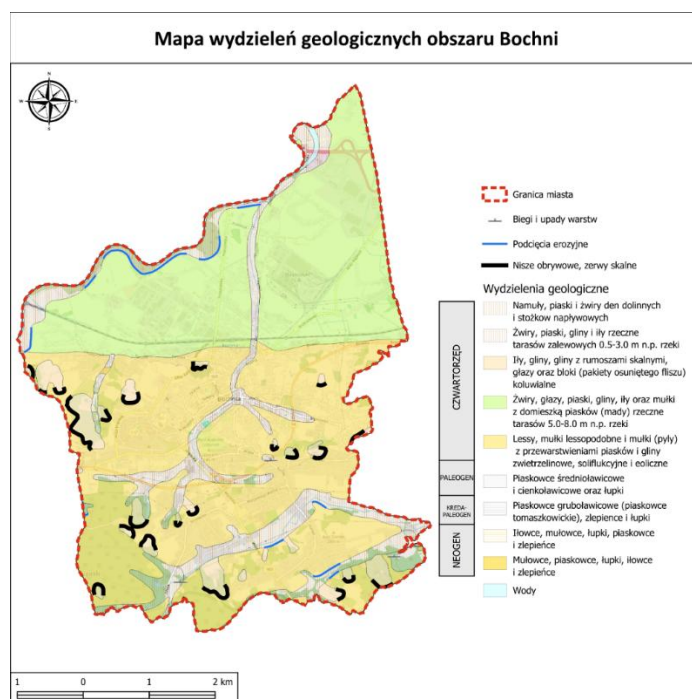 Mapa wydzieleń geologicznych obszaru Bochni
N
W
E
S
Granica miasta
Biegi i upady warstw
Podcięcia erozyjne
Nisze obrywowe, zerwy skalne
Wydzielenia geologiczne
CZWARTORZĘD
Namuły, piaski i żwiry den dolinnych
i stożkow napływowych
Żwiry, piaski, gliny i iły rzeczne
tarasów zalewowych 0.5-3.0 m n.p. rzeki
Iły, gliny, gliny z rumoszami skalnymi,
głazy oraz bloki (pakiety osuniętego fliszu)
koluwialne
Żwiry, głazy, piaski, gliny, iły oraz mułki
z domieszką piasków (mady) rzeczne
tarasów 5.0-8.0 m n.p. rzeki
Lessy, mułki lessopodobne i mułki (pyły)
z przewarstwieniami piasków i gliny
zwietrzelinowe, soliflukcyjne i eoliczne
PALEOGEN
Piaskowce średnioławicowe
i cienkoławicowe oraz łupki
KREDA-
PALEOGEN
Piaskowce gruboławicowe (piaskowce
tomaszkowickie), zlepience i łupki
NEOGEN
Iłowce, mułowce, łupki, piaskowce
i zlepieńce
Mułowce, piaskowce, łupki, iłowce
i zlepieńce
Wody
1 0 1 2 km